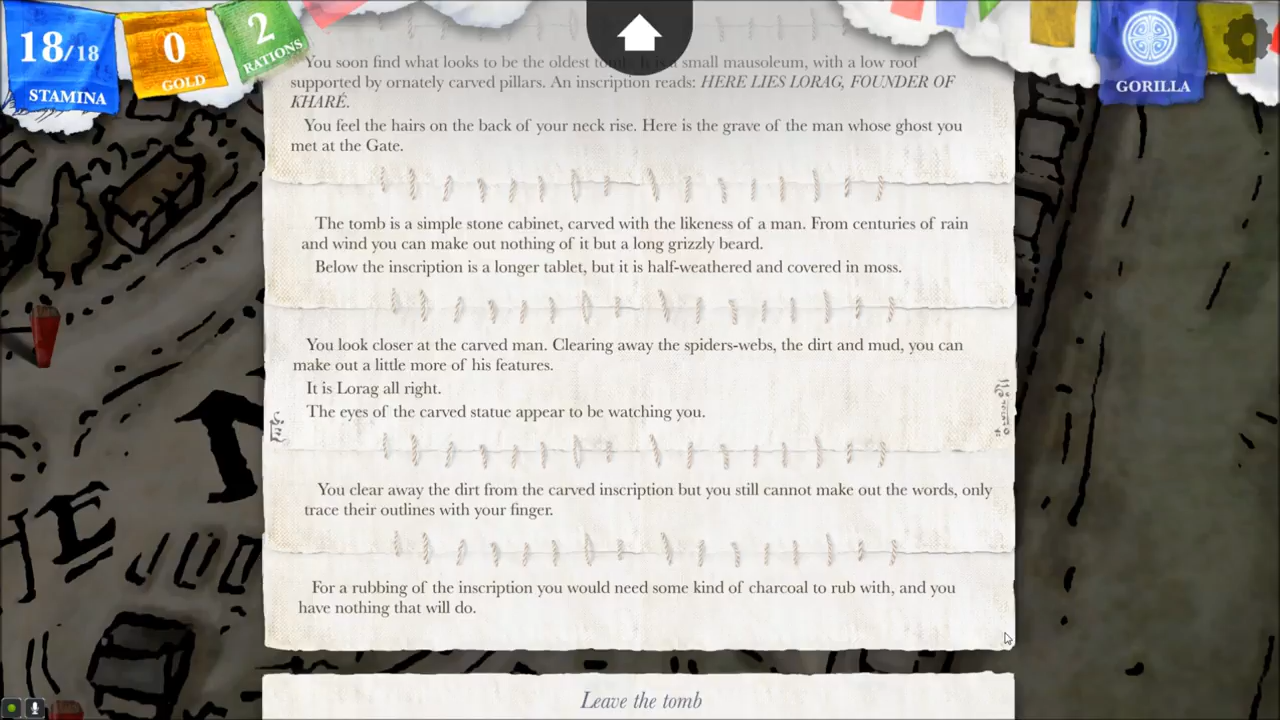 18/18
STAMINA
0
GOLD
2
RATIONS
GORILLA
You soon find what looks to be the oldest tomb. It is a small mausoleum, with a low roof
supported by ornately carved pillars. An inscription reads: HERE LIES LORAG, FOUNDER OF
KHARÉ.
You feel the hairs on the back of your neck rise. Here is the grave of the man whose ghost you
met at the Gate.
The tomb is a simple stone cabinet, carved with the likeness of a man. From centuries of rain
and wind you can make out nothing of it but a long grizzly beard.
Below the inscription is a longer tablet, but it is half-weathered and covered in moss.
You look closer at the carved man. Clearing away the spiders-webs, the dirt and mud, you can
make out a little more of his features.
It is Lorag all right.
The eyes of the carved statue appear to be watching you.
You clear away the dirt from the carved inscription but you still cannot make out the words, only
trace their outlines with your finger.
For a rubbing of the inscription you would need some kind of charcoal to rub with, and you
have nothing that will do.
Leave the tomb